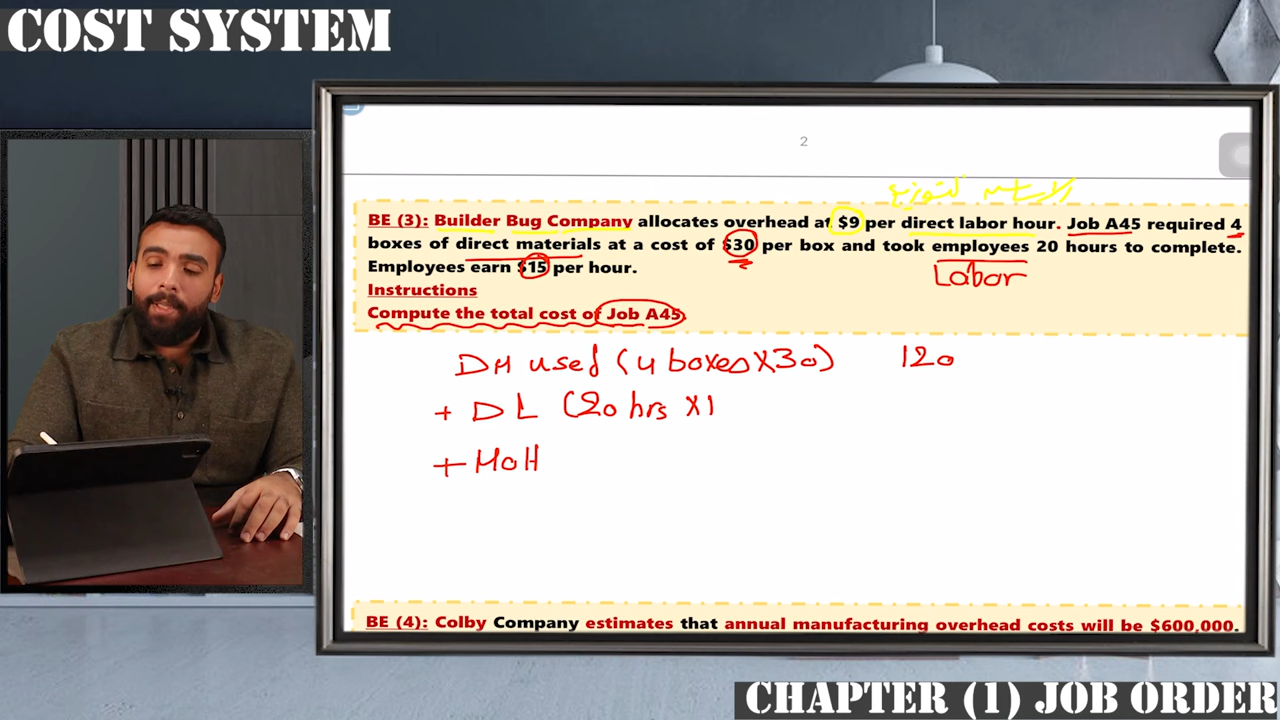 COST SYSTEM
2
الاساس لتوزيع
BE (3): Builder Bug Company allocates overhead at $9 per direct labor hour. Job A45 required 4
boxes of direct materials at a cost of $30 per box and took employees 20 hours to complete.
Employees earn $15 per hour.
Labor
Instructions
Compute the total cost of Job A45
DM used (4 boxes X30) 120
+ DL (20 hrs X1
+ MoH
BE (4): Colby Company estimates that annual manufacturing overhead costs will be $600,000.
CHAPTER (1) JOB ORDER